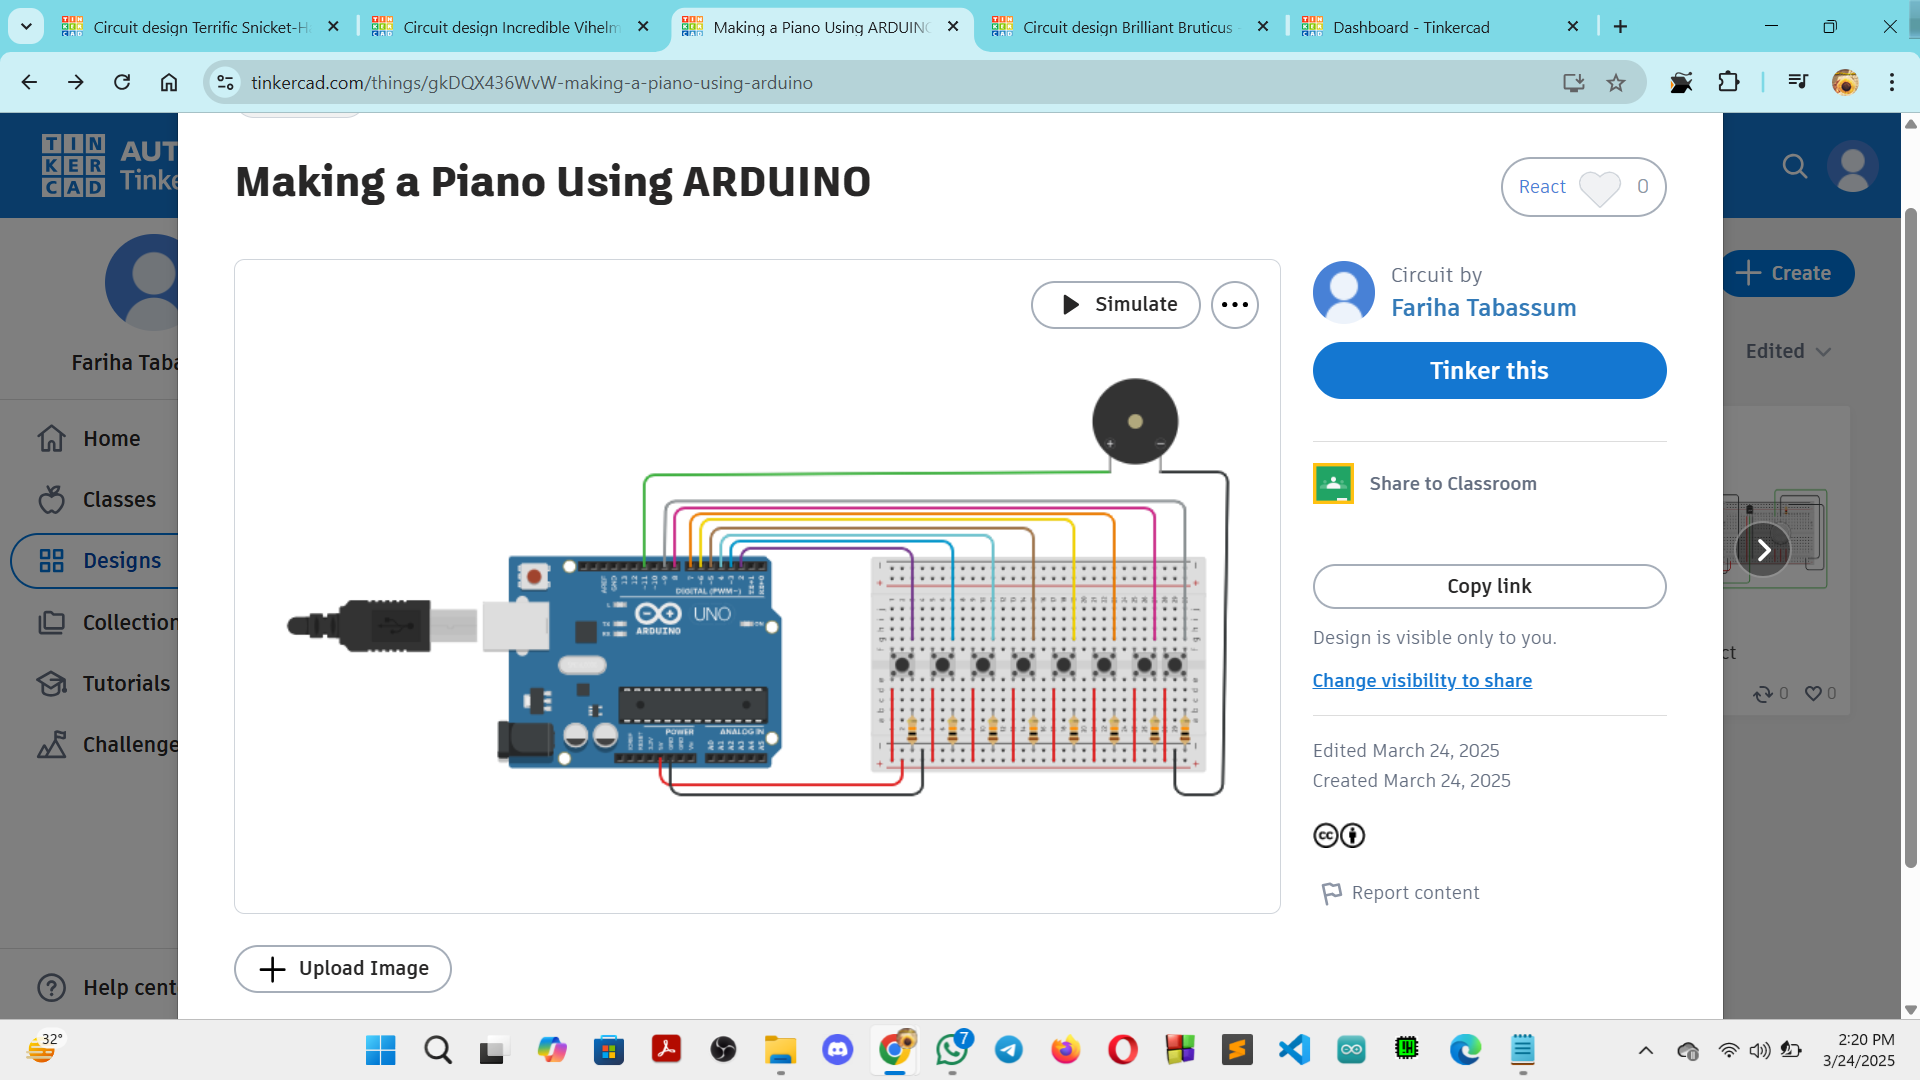 Circuit design Terrific Snicket-H
Circuit design Incredible Vihelm
Making a Piano Using ARDUINO
Circuit design Brilliant Bruticus -
Dashboard - Tinkercad
tinkercad.com/things/gkDQX436WvW-making-a-piano-using-arduino
TIN
KER
CAD
AUT
Tinke
Making a Piano Using ARDUINO
React 0
Create
Simulate
Circuit by
Fariha Tabassum
Fariha Taba
Tinker this
Edited
Home
Classes
Share to Classroom
Designs
Copy link
Collection
Design is visible only to you.
Change visibility to share
Tutorials
ct
0 0
Challenge
Edited March 24, 2025
Created March 24, 2025
cc
Report content
DIGITAL (PWM~)
UNO
ARDUINO
POWER
ANALOG IN
Upload Image
Help cent
32°
7
2:20 PM
3/24/2025